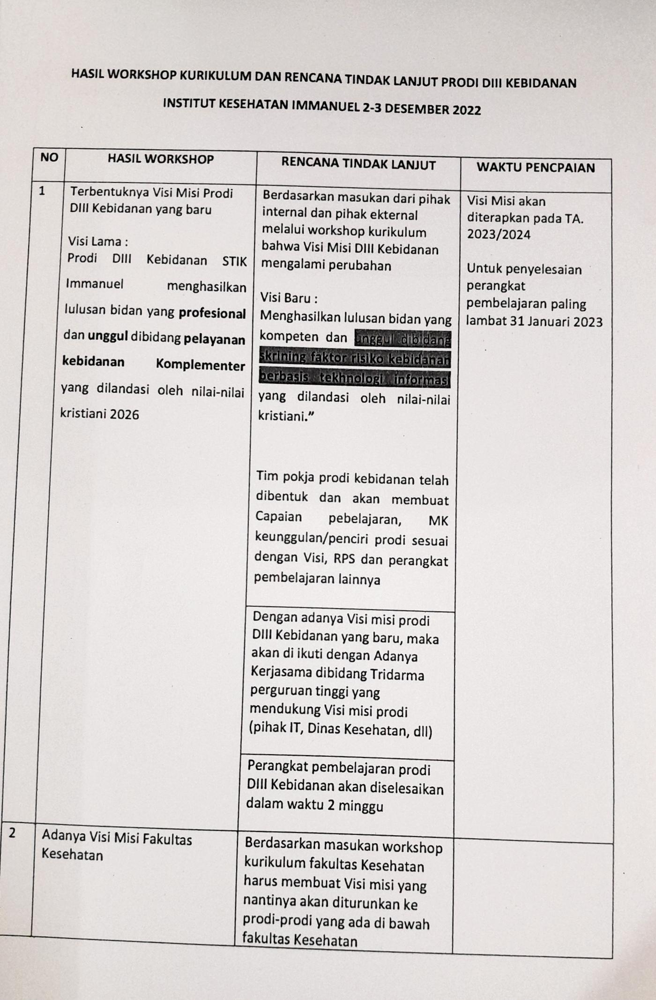 HASIL WORKSHOP KURIKULUM DAN RENCANA TINDAK LANJUT PRODI DIII KEBIDANAN
INSTITUT KESEHATAN IMMANUEL 2-3 DESEMBER 2022
NO
HASIL WORKSHOP
RENCANA TINDAK LANJUT
WAKTU PENCPAIAN
1
Terbentuknya Visi Misi Prodi
DIII Kebidanan yang baru
Visi Lama :
Prodi DIII Kebidanan STIK
Immanuel menghasilkan
lulusan bidan yang profesional
dan unggul dibidang pelayanan
kebidanan Komplementer
yang dilandasi oleh nilai-nilai
kristiani 2026
Berdasarkan masukan dari pihak
internal dan pihak ekternal
melalui workshop kurikulum
bahwa Visi Misi DIII Kebidanan
mengalami perubahan
Visi Baru :
Menghasilkan lulusan bidan yang
kompeten dan unggul dibidang
skrining faktor risiko kebidanan
berbasis tekhnologi informasi
yang dilandasi oleh nilai-nilai
kristiani.”
Tim pokja prodi kebidanan telah
dibentuk dan akan membuat
Capaian pebelajaran, MK
keunggulan/penciri prodi sesuai
dengan Visi, RPS dan perangkat
pembelajaran lainnya
Dengan adanya Visi misi prodi
DIII Kebidanan yang baru, maka
akan di ikuti dengan Adanya
Kerjasama dibidang Tridarma
perguruan tinggi yang
mendukung Visi misi prodi
(pihak IT, Dinas Kesehatan, dll)
Perangkat pembelajaran prodi
DIII Kebidanan akan diselesaikan
dalam waktu 2 minggu
Visi Misi akan
diterapkan pada TA.
2023/2024
Untuk penyelesaian
perangkat
pembelajaran paling
lambat 31 Januari 2023
2
Adanya Visi Misi Fakultas
Kesehatan
Berdasarkan masukan workshop
kurikulum fakultas Kesehatan
harus membuat Visi misi yang
nantinya akan diturunkan ke
prodi-prodi yang ada di bawah
fakultas Kesehatan